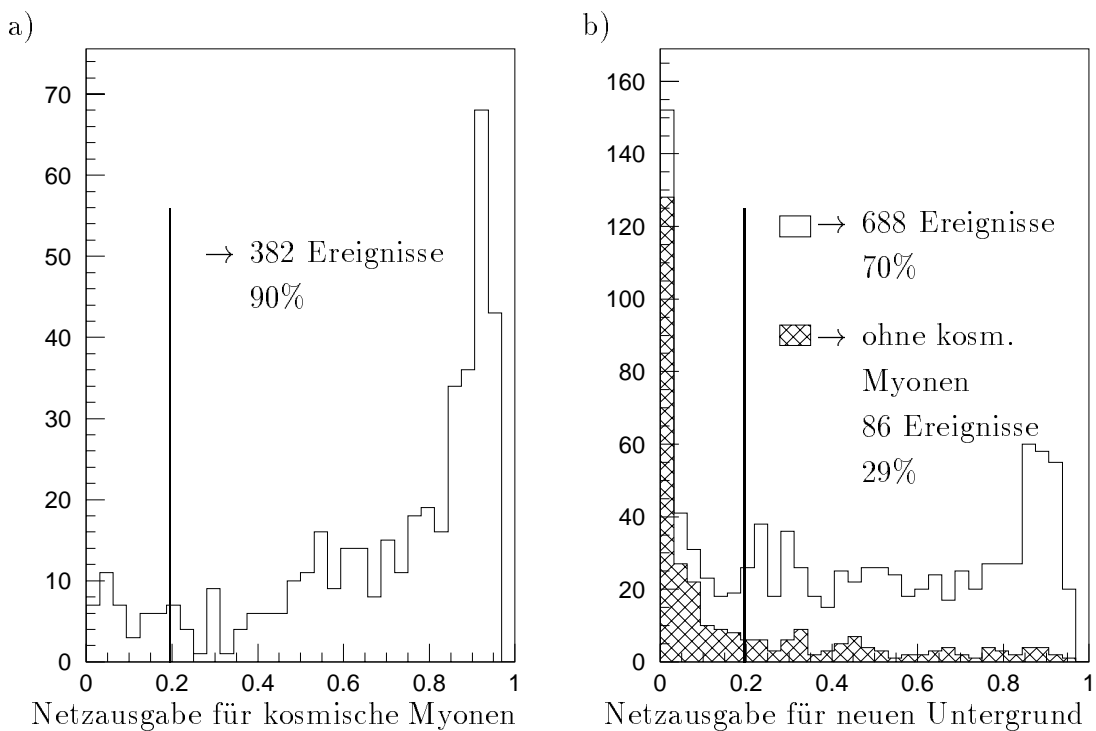 a)
70
60
50
40
30
20
10
0
→ 382 Ereignisse
90%
0 0.2 0.4 0.6 0.8 1
Netzausgabe für kosmische Myonen
b)
160
140
120
100
80
60
40
20
0
→ 688 Ereignisse
70%
→ ohne kosm.
Myonen
86 Ereignisse
29%
0 0.2 0.4 0.6 0.8 1
Netzausgabe für neuen Untergrund